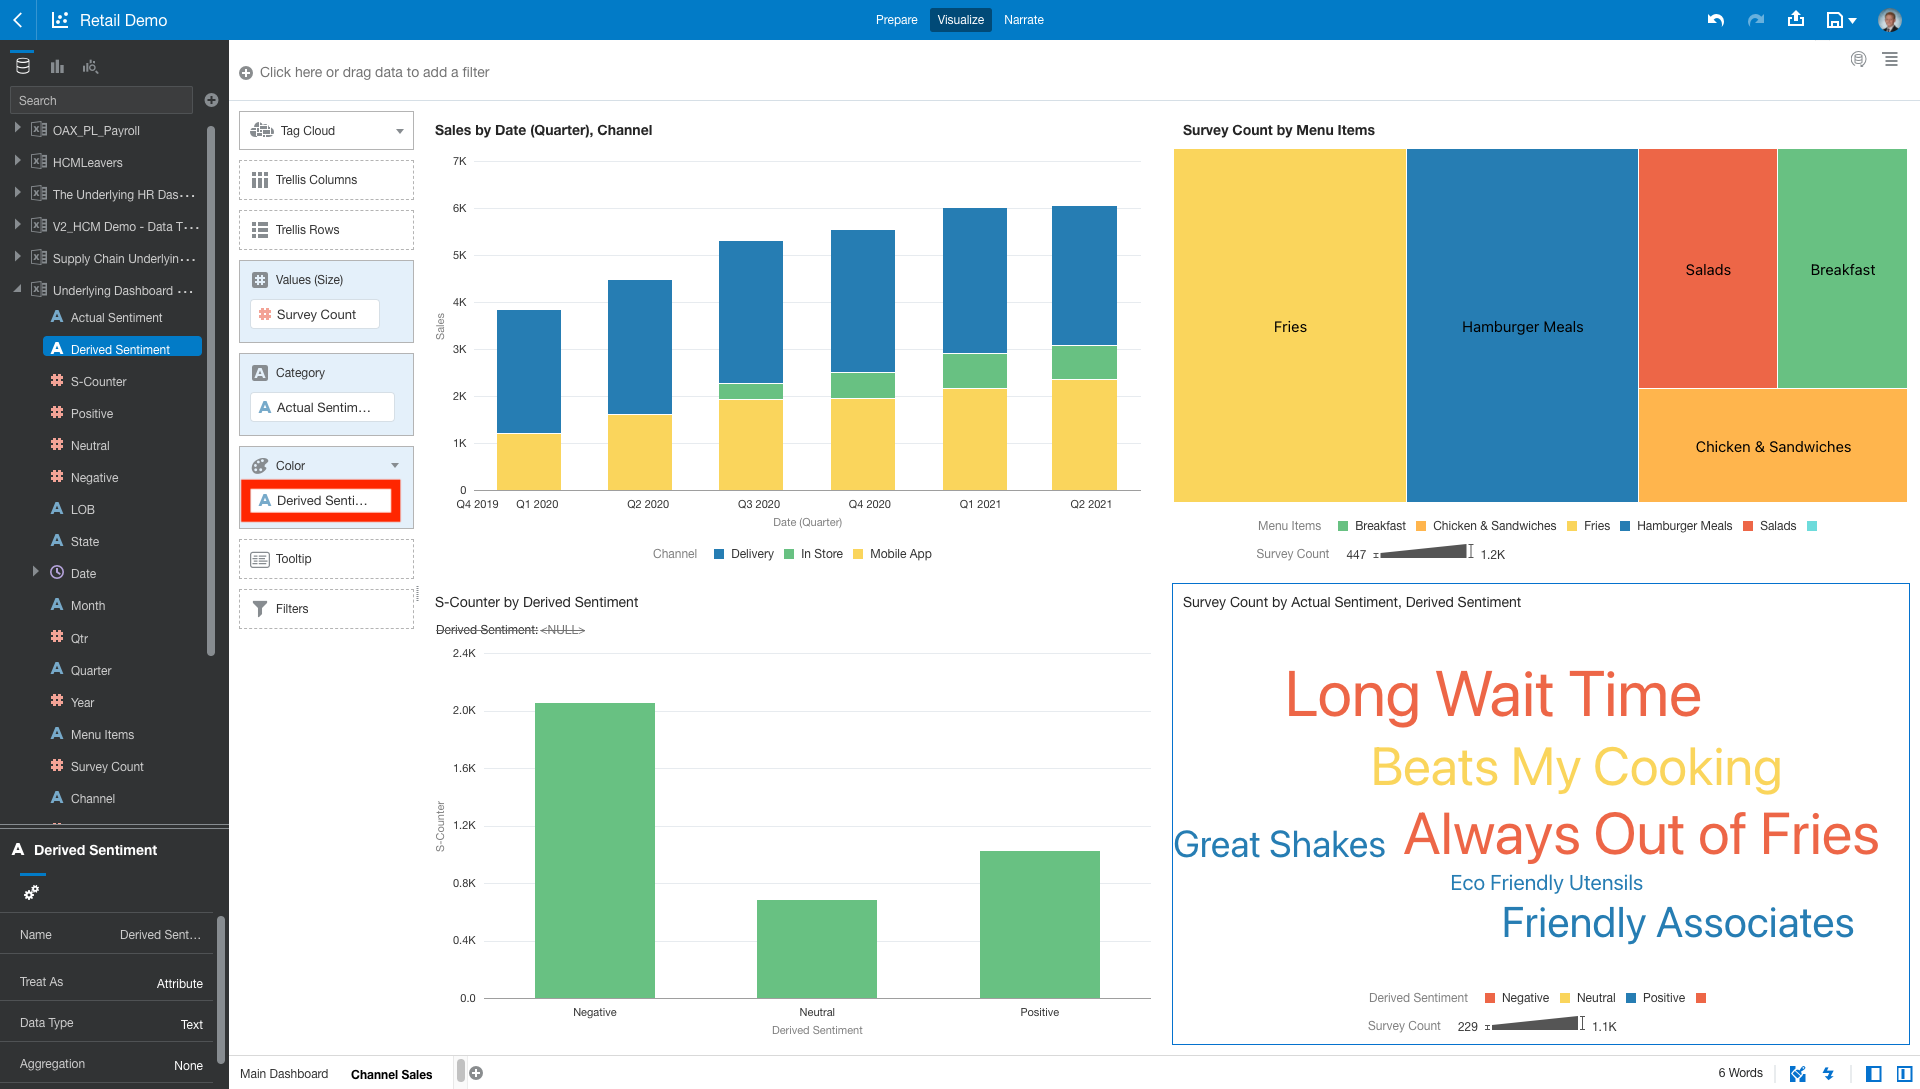 Retail Demo
Prepare
Visualize
Narrate
Search
OAX_PL_Payroll
HCMLeavers
The Underlying HR Das...
V2_HCM Demo - Data T...
Supply Chain Underlyin...
Underlying Dashboard ...
A Actual Sentiment
A Derived Sentiment
# S-Counter
# Positive
# Neutral
# Negative
A LOB
A State
Date
A Month
# Qtr
A Quarter
# Year
A Menu Items
# Survey Count
A Channel
A Derived Sentiment
Name Derived Sent...
Treat As Attribute
Data Type Text
Aggregation None
Click here or drag data to add a filter
Tag Cloud
Trellis Columns
Trellis Rows
# Values (Size)
# Survey Count
A Category
A Actual Sentim...
Color
A Derived Senti...
Tooltip
Filters
Sales by Date (Quarter), Channel
7K
6K
5K
4K
3K
2K
1K
0
Sales
Q4 2019 Q1 2020 Q2 2020 Q3 2020 Q4 2020 Q1 2021 Q2 2021
Date (Quarter)
Channel Delivery In Store Mobile App
Survey Count by Menu Items
Fries
Hamburger Meals
Salads
Breakfast
Chicken & Sandwiches
Menu Items Breakfast Chicken & Sandwiches Fries Hamburger Meals Salads
Survey Count 447 1.2K
S-Counter by Derived Sentiment
Derived Sentiment: <NULL>
2.4K
2.0K
1.6K
1.2K
0.8K
0.4K
0.0
S-Counter
Negative Neutral Positive
Derived Sentiment
Survey Count by Actual Sentiment, Derived Sentiment
Long Wait Time
Beats My Cooking
Always Out of Fries
Great Shakes
Eco Friendly Utensils
Friendly Associates
Derived Sentiment Negative Neutral Positive
Survey Count 229 1.1K
Main Dashboard
Channel Sales
6 Words